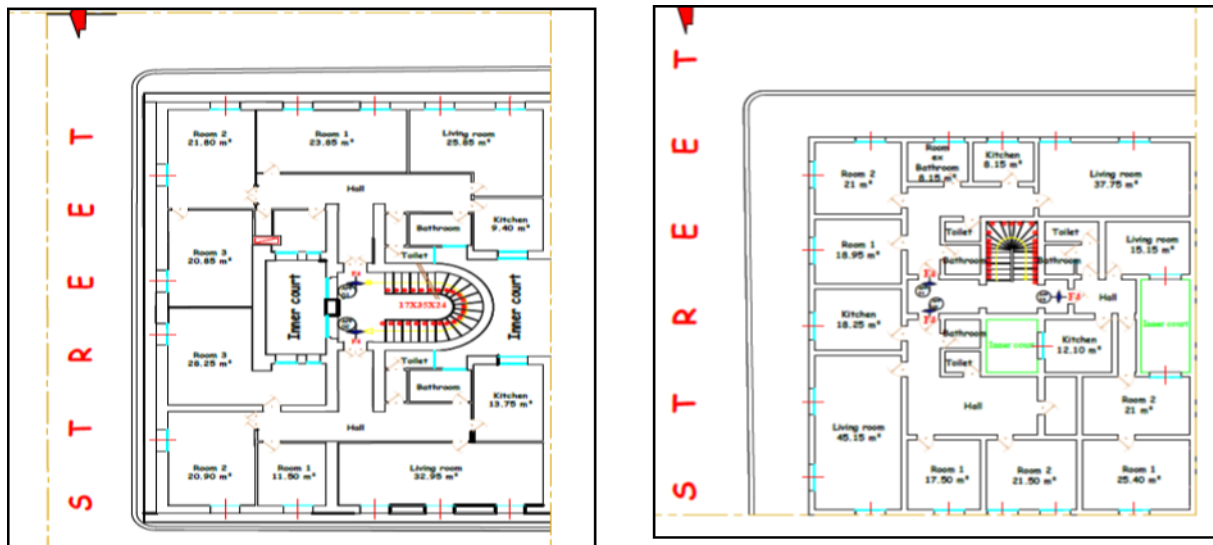 STREET
Room 2
21.80 m²
Room 1
23.85 m²
Living room
25.85 m²
Hall
Kitchen
9.40 m²
Bathroom
Toilet
Room 3
20.85 m²
Inner court
17X35X24
Inner court
Room 3
28.25 m²
Toilet
Bathroom
Kitchen
13.75 m²
Hall
Room 2
20.90 m²
Room 1
11.50 m²
Living room
32.95 m²
STREET
Room 2
21 m²
Room
ex
Bathroom
8.15 m²
Kitchen
8.15 m²
Living room
37.75 m²
Room 1
18.95 m²
Toilet
Toilet
Living room
15.15 m²
Bathroom
Bathroom
Hall
Kitchen
18.25 m²
Bathroom
Inner court
Inner court
Kitchen
12.10 m²
Toilet
Living room
45.15 m²
Hall
Room 2
21 m²
Room 1
17.50 m²
Room 2
21.50 m²
Room 1
25.40 m²